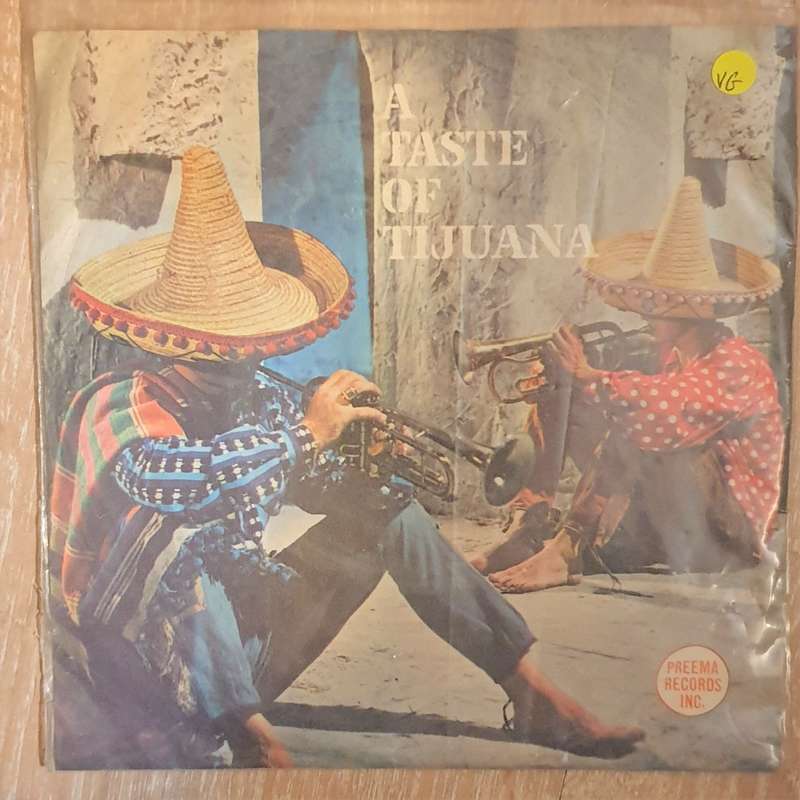 VG
A
TASTE
OF
TIJUANA
PREEMA
RECORDS
INC.